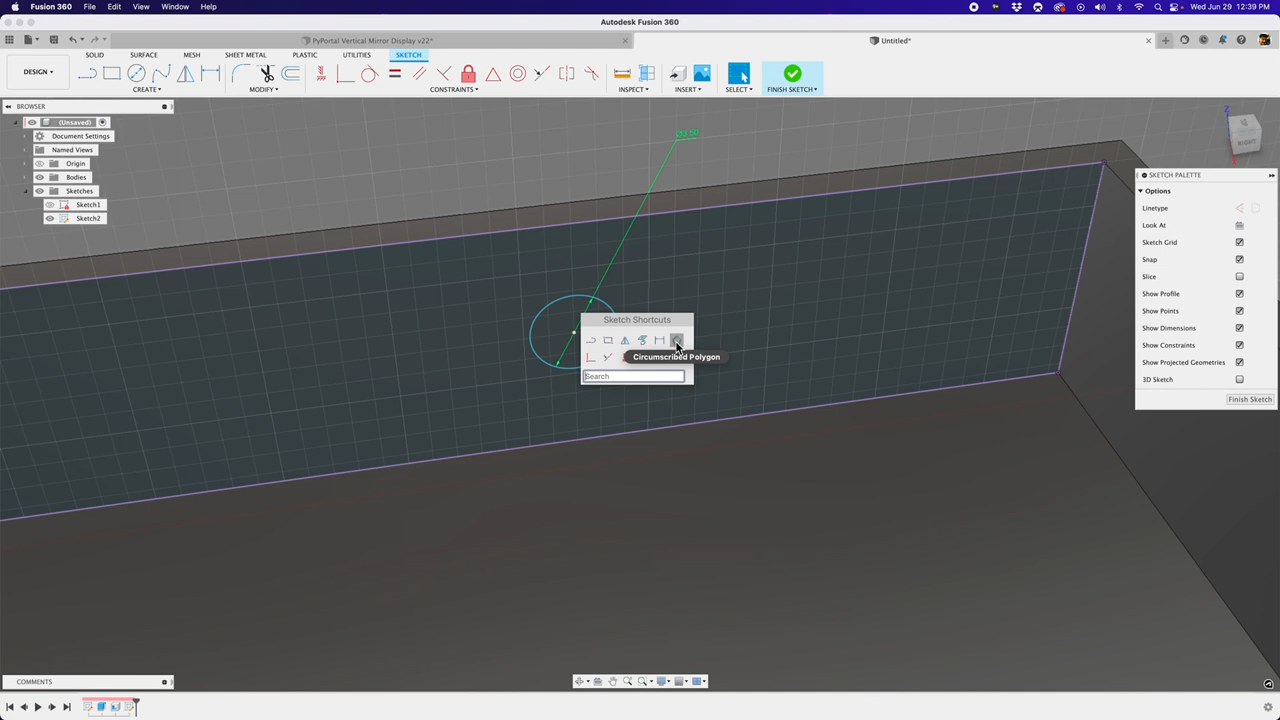 Fusion 360 File Edit View Window Help Wed Jun 29 12:39 PM
Autodesk Fusion 360
PyPortal Vertical Mirror Display v22* Untitled*
SOLID SURFACE MESH SHEET METAL PLASTIC UTILITIES SKETCH
DESIGN
CREATE MODIFY CONSTRAINTS INSPECT INSERT SELECT FINISH SKETCH
BROWSER
(Unsaved)
Document Settings
Named Views
Origin
Bodies
Sketches
Sketch1
Sketch2
Z
RIGHT
SKETCH PALETTE
Options
Linetype
Look At
Sketch Grid
Snap
Slice
Show Profile
Show Points
Show Dimensions
Show Constraints
Show Projected Geometries
3D Sketch
Finish Sketch
Sketch Shortcuts
Circumscribed Polygon
Search
COMMENTS